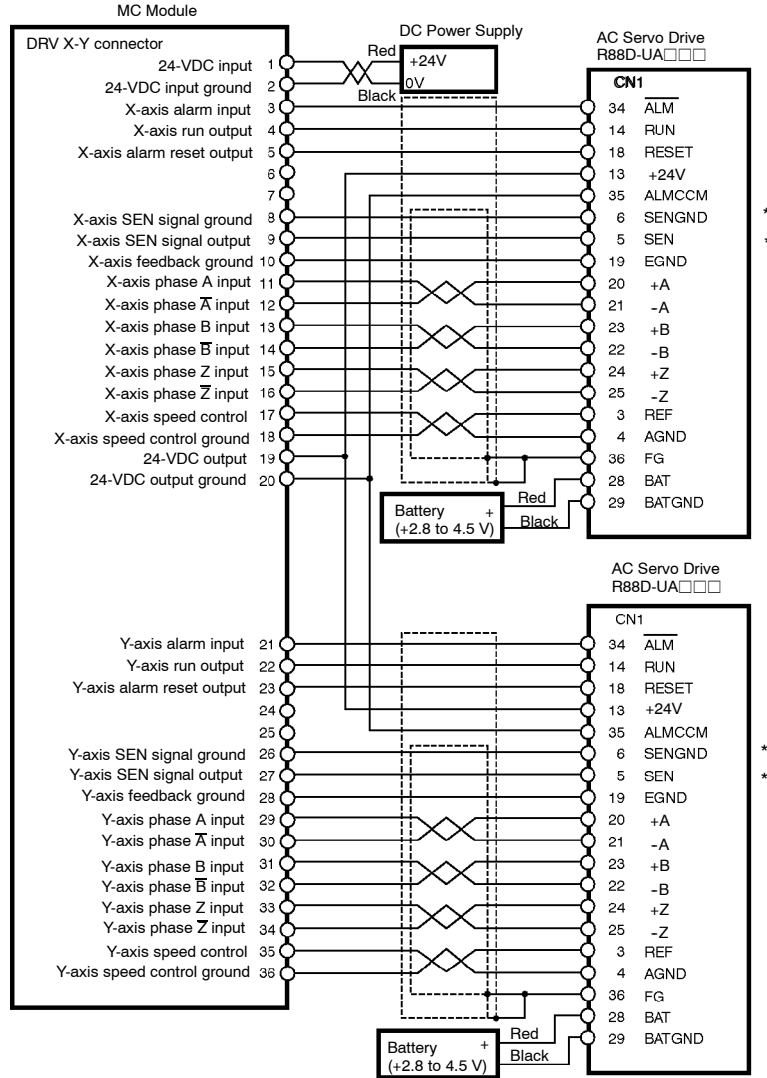 MC Module
DRV X-Y connector
24-VDC input 1
24-VDC input ground 2
X-axis alarm input 3
X-axis run output 4
X-axis alarm reset output 5
6
7
X-axis SEN signal ground 8
X-axis SEN signal output 9
X-axis feedback ground 10
X-axis phase A input 11
X-axis phase A̅ input 12
X-axis phase B input 13
X-axis phase B̅ input 14
X-axis phase Z input 15
X-axis phase Z̅ input 16
X-axis speed control 17
X-axis speed control ground 18
24-VDC output 19
24-VDC output ground 20
Y-axis alarm input 21
Y-axis run output 22
Y-axis alarm reset output 23
24
25
Y-axis SEN signal ground 26
Y-axis SEN signal output 27
Y-axis feedback ground 28
Y-axis phase A input 29
Y-axis phase A̅ input 30
Y-axis phase B input 31
Y-axis phase B̅ input 32
Y-axis phase Z input 33
Y-axis phase Z̅ input 34
Y-axis speed control 35
Y-axis speed control ground 36
DC Power Supply
Red
+24V
0V
Black
AC Servo Drive
R88D-UA□□□
CN1
34 A̅L̅M̅
14 RUN
18 RESET
13 +24V
35 ALMCCM
6 SENGND *
5 SEN *
19 EGND
20 +A
21 -A
23 +B
22 -B
24 +Z
25 -Z
3 REF
4 AGND
36 FG
28 BAT
29 BATGND
Battery +
(+2.8 to 4.5 V)
Red
Black
AC Servo Drive
R88D-UA□□□
CN1
34 A̅L̅M̅
14 RUN
18 RESET
13 +24V
35 ALMCCM
6 SENGND *
5 SEN *
19 EGND
20 +A
21 -A
23 +B
22 -B
24 +Z
25 -Z
3 REF
4 AGND
36 FG
28 BAT
29 BATGND
Battery +
(+2.8 to 4.5 V)
Red
Black